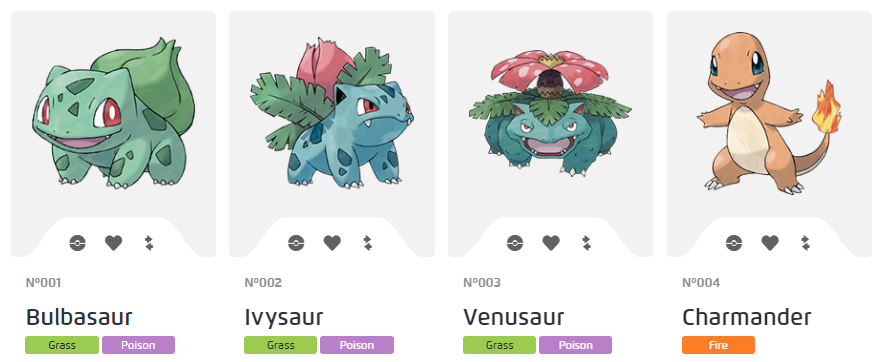 Nº001
Bulbasaur
Grass Poison
Nº002
Ivysaur
Grass Poison
Nº003
Venusaur
Grass Poison
Nº004
Charmander
Fire